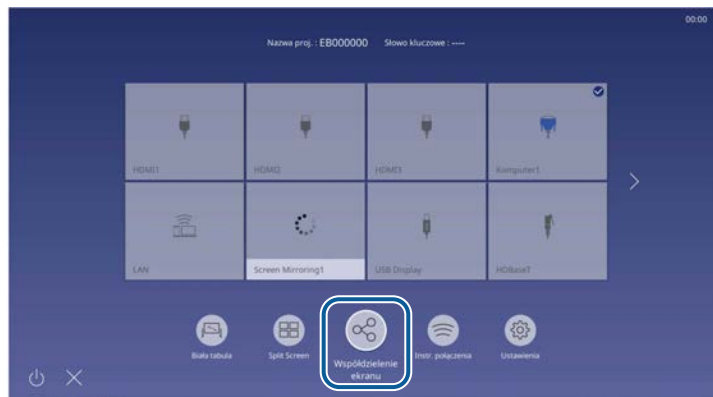 00:00
Nazwa proj. : EB000000 Słowo kluczowe : ----
HDMI1 HDMI2 HDMI3 Komputer1
LAN Screen Mirroring1 USB Display HDBaseT
Biała tabula Split Screen Współdzielenie ekranu Instr. połączenia Ustawienia